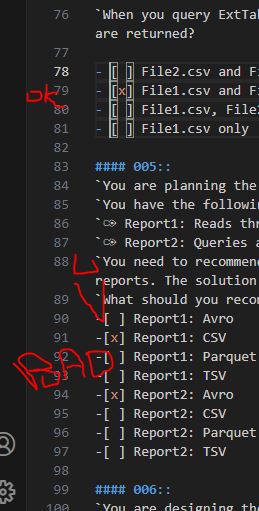 76 `When you query ExtTab
are returned?
77
78 - [ ] File2.csv and Fi
OK
79 - [x] File1.csv and Fi
80 - [ ] File1.csv, File
81 - [ ] File1.csv only
82
83 #### 005::
84 `You are planning the
85 `You have the followin
86 `👁 Report1: Reads thr
87 `👁 Report2: Queries a
88 `You need to recommen
reports. The solution
89 `What should you recom
90 -[ ] Report1: Avro
91 -[x] Report1: CSV
BAD
92 -[ ] Report1: Parquet
93 -[ ] Report1: TSV
94 -[x] Report2: Avro
95 -[ ] Report2: CSV
96 -[ ] Report2: Parquet
97 -[ ] Report2: TSV
98
99 #### 006::
100 `You are designing the